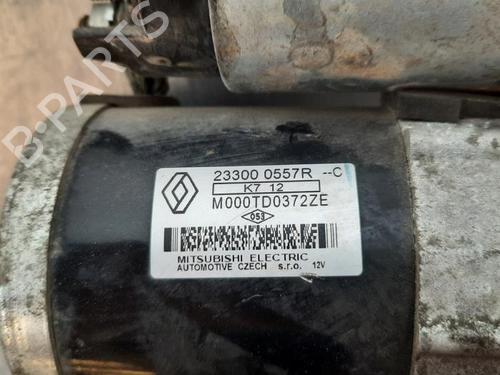 23300 0557R --C
K7 12
M000TD0372ZE
053
MITSUBISHI ELECTRIC
AUTOMOTIVE CZECH s.r.o. 12V
B-PARTS